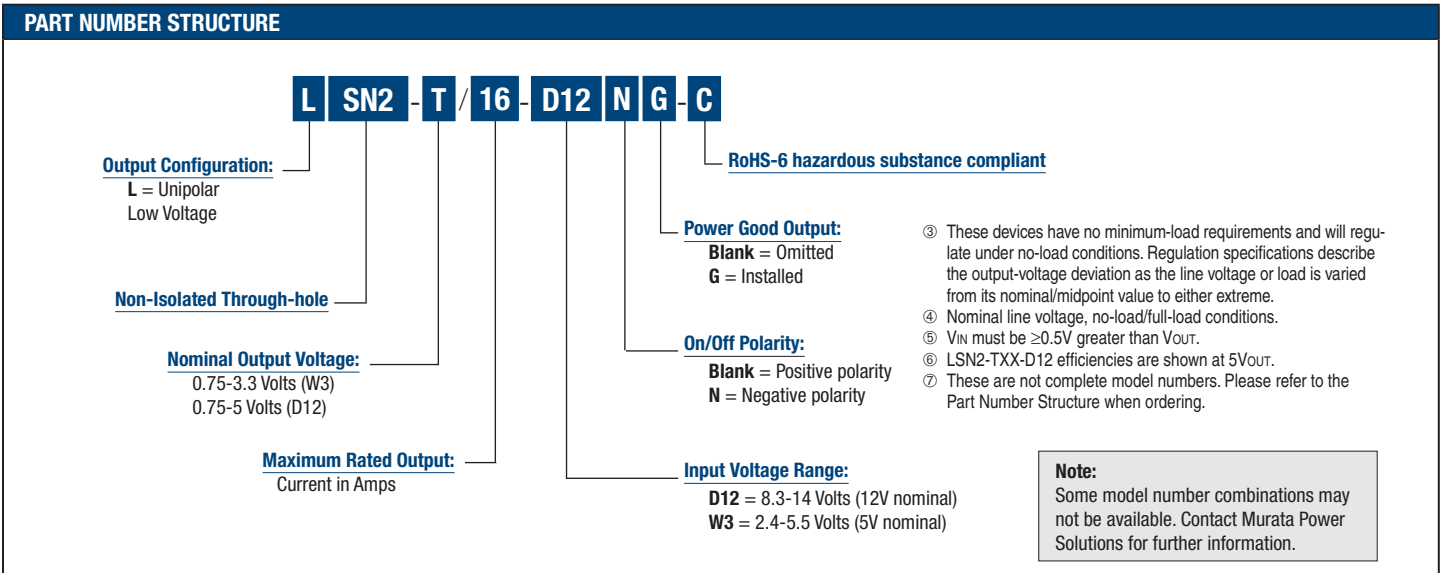 PART NUMBER STRUCTURE
L SN2 - T / 16 - D12 N G - C
Output Configuration:
L = Unipolar
Low Voltage
Non-Isolated Through-hole
Nominal Output Voltage:
0.75-3.3 Volts (W3)
0.75-5 Volts (D12)
Maximum Rated Output:
Current in Amps
RoHS-6 hazardous substance compliant
Power Good Output:
Blank = Omitted
G = Installed
On/Off Polarity:
Blank = Positive polarity
N = Negative polarity
Input Voltage Range:
D12 = 8.3-14 Volts (12V nominal)
W3 = 2.4-5.5 Volts (5V nominal)
③ These devices have no minimum-load requirements and will regu-
late under no-load conditions. Regulation specifications describe
the output-voltage deviation as the line voltage or load is varied
from its nominal/midpoint value to either extreme.
④ Nominal line voltage, no-load/full-load conditions.
⑤ VIN must be ≥0.5V greater than VOUT.
⑥ LSN2-TXX-D12 efficiencies are shown at 5VOUT.
⑦ These are not complete model numbers. Please refer to the
Part Number Structure when ordering.
Note:
Some model number combinations may
not be available. Contact Murata Power
Solutions for further information.